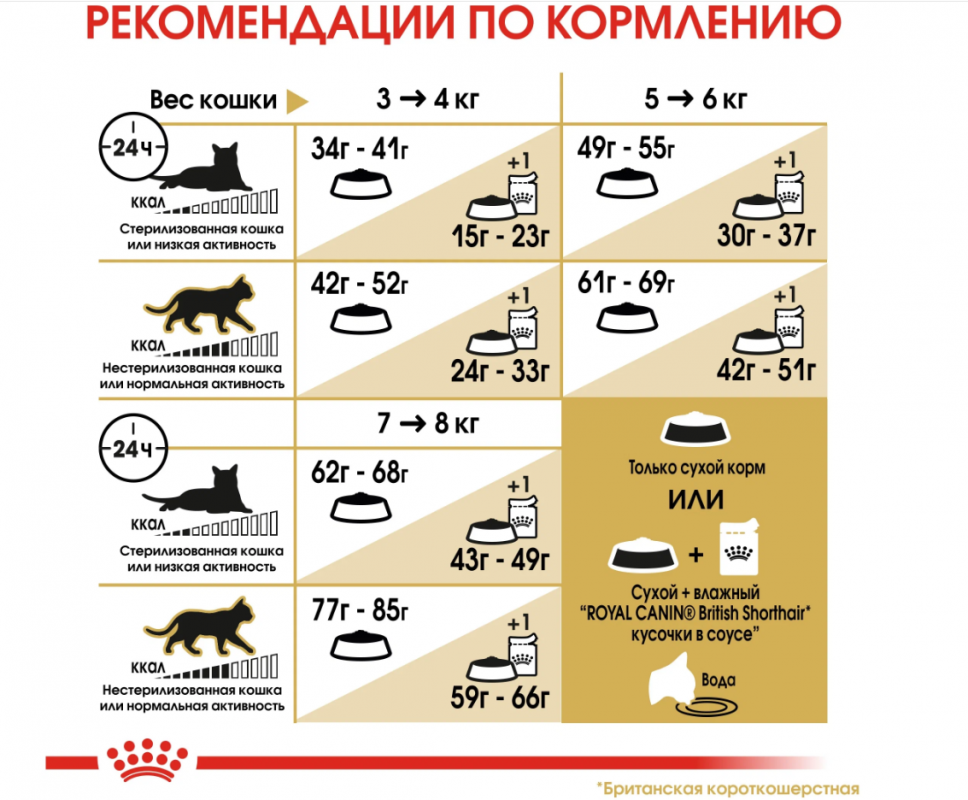 РЕКОМЕНДАЦИИ ПО КОРМЛЕНИЮ
Вес кошки 3 → 4 кг 5 → 6 кг
24ч
34г - 41г
+1
15г - 23г
49г - 55г
+1
30г - 37г
ккал
Стерилизованная кошка
или низкая активность
42г - 52г
+1
24г - 33г
61г - 69г
+1
42г - 51г
ккал
Нестерилизованная кошка
или нормальная активность
7 → 8 кг
24ч
62г - 68г
+1
43г - 49г
ккал
Стерилизованная кошка
или низкая активность
77г - 85г
+1
59г - 66г
ккал
Нестерилизованная кошка
или нормальная активность
Только сухой корм
ИЛИ
+
Сухой + влажный
“ROYAL CANIN® British Shorthair*
кусочки в соусе”
Вода
*Британская короткошерстная